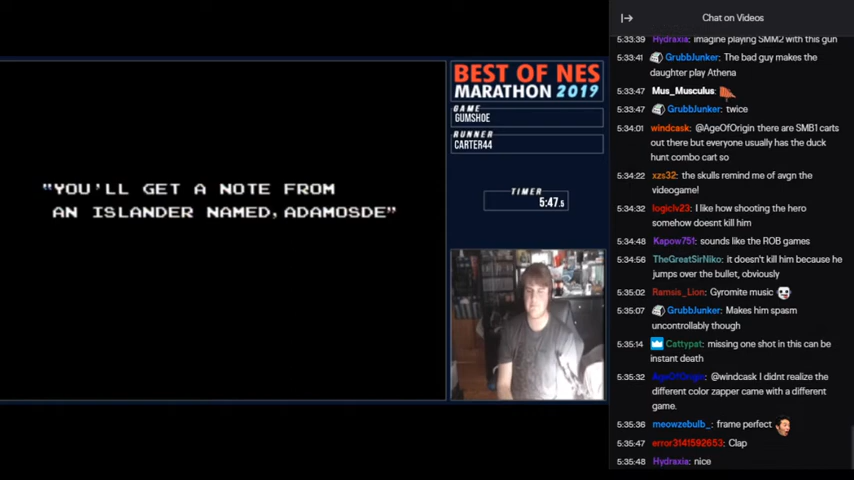 "YOU'LL GET A NOTE FROM
AN ISLANDER NAMED, ADAMOSDE"
BEST OF NES
MARATHON 2019
GAME
GUMSHOE
RUNNER
CARTER44
TIMER
5:47.5
Chat on Videos
5:33:39 Hydraxia: imagine playing SMM2 with this gun
5:33:41 GrubbJunker: The bad guy makes the
daughter play Athena
5:33:47 Mus_Musculus:
5:33:47 GrubbJunker: twice
5:34:01 windcask: @AgeOfOrigin there are SMB1 carts
out there but everyone usually has the duck
hunt combo cart so
5:34:22 xzs32: the skulls remind me of avgn the
videogame!
5:34:32 logiclv23: I like how shooting the hero
somehow doesnt kill him
5:34:48 Kapow751: sounds like the ROB games
5:34:56 TheGreatSirNiko: it doesn't kill him because he
jumps over the bullet, obviously
5:35:02 Ramsis_Lion: Gyromite music
5:35:07 GrubbJunker: Makes him spasm
uncontrollably though
5:35:14 Cattypat: missing one shot in this can be
instant death
5:35:32 AgeOfOrigin: @windcask I didnt realize the
different color zapper came with a different
game.
5:35:36 meowzebulb_: frame perfect
5:35:47 error3141592653: Clap
5:35:48 Hydraxia: nice